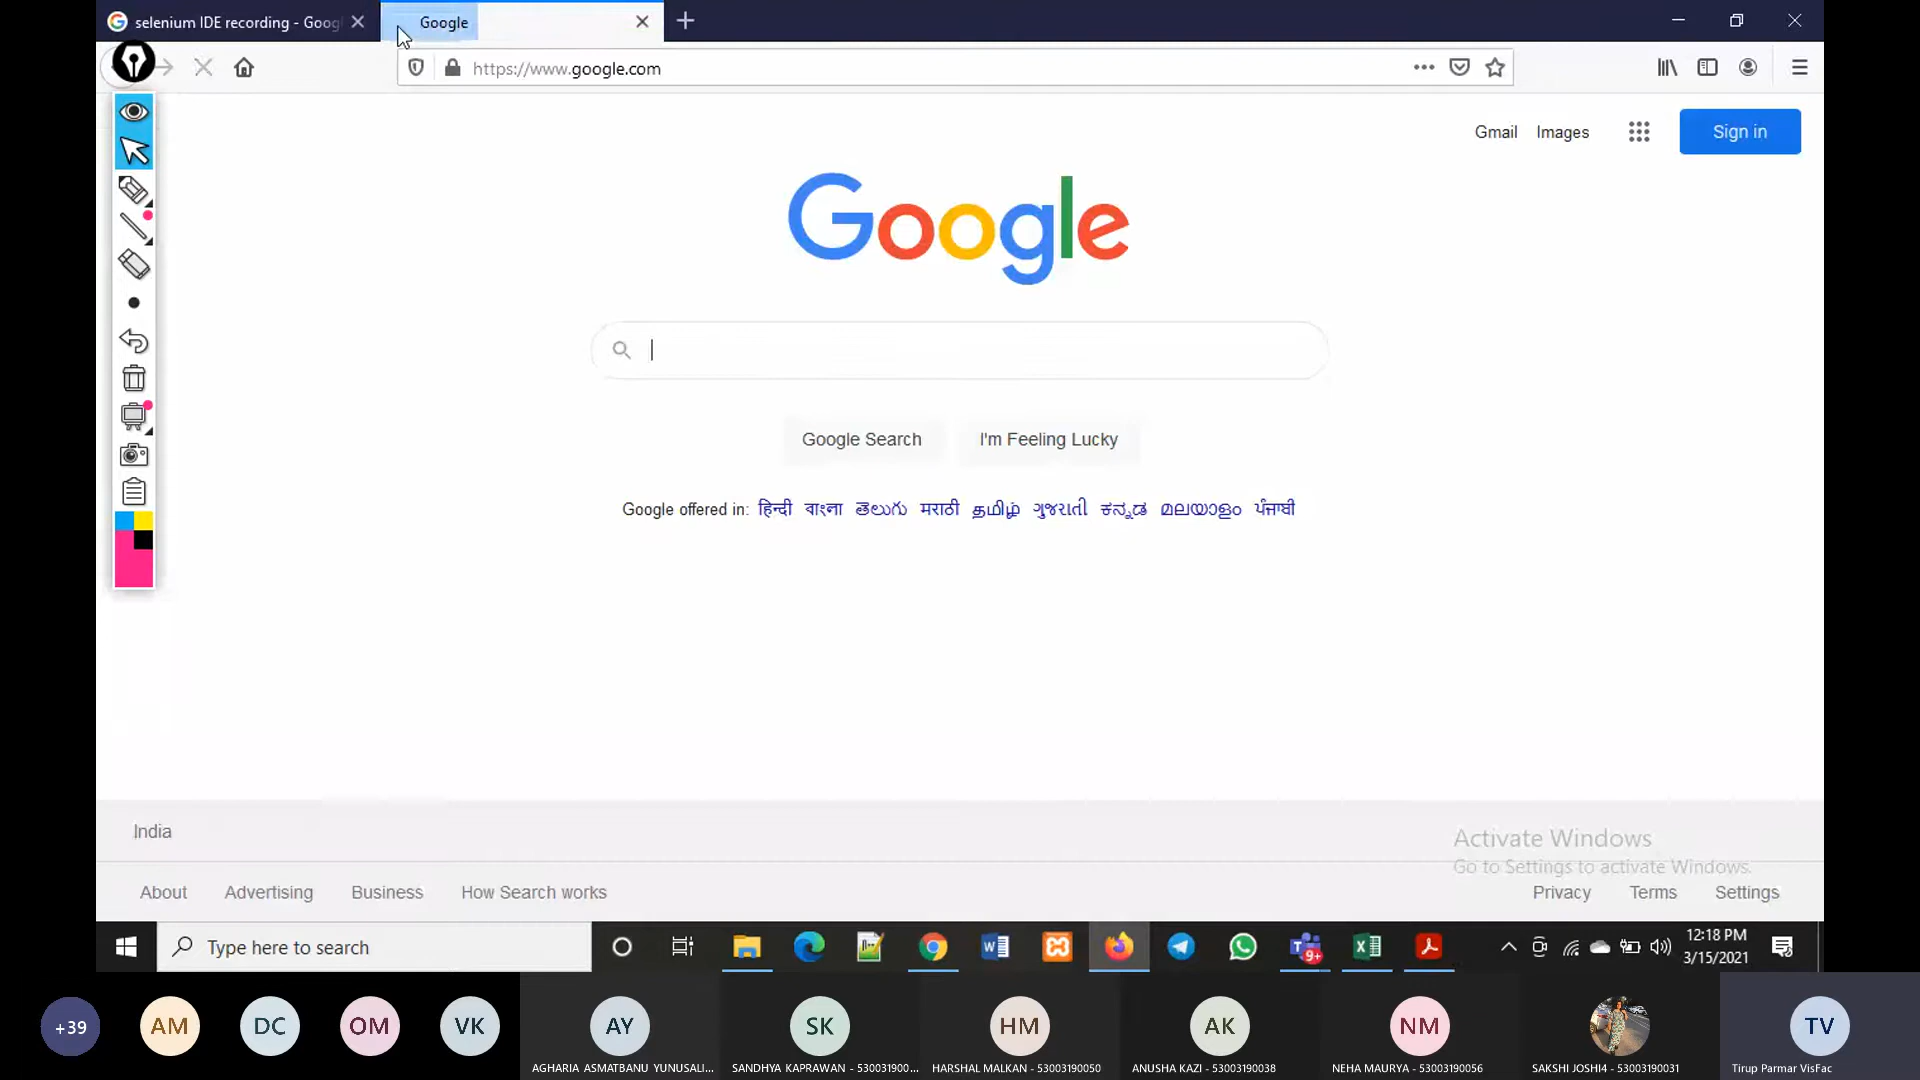 selenium IDE recording - Goog
Google
https://www.google.com
Gmail Images Sign in
Google
Google Search I'm Feeling Lucky
Google offered in: हिन्दी বাংলা తెలుగు मराठी தமிழ் ગુજરાતી ಕನ್ನಡ മലയാളം ਪੰਜਾਬੀ
India
Activate Windows
Go to Settings to activate Windows.
About Advertising Business How Search works Privacy Terms Settings
Type here to search
9+
12:18 PM
3/15/2021
+39 AM DC OM VK AY SK HM AK NM TV
AGHARIA ASMATBANU YUNUSALI... SANDHYA KAPRAWAN - 530031900... HARSHAL MALKAN - 53003190050 ANUSHA KAZI - 53003190038 NEHA MAURYA - 53003190056 SAKSHI JOSHI4 - 53003190031 Tirup Parmar VisFac